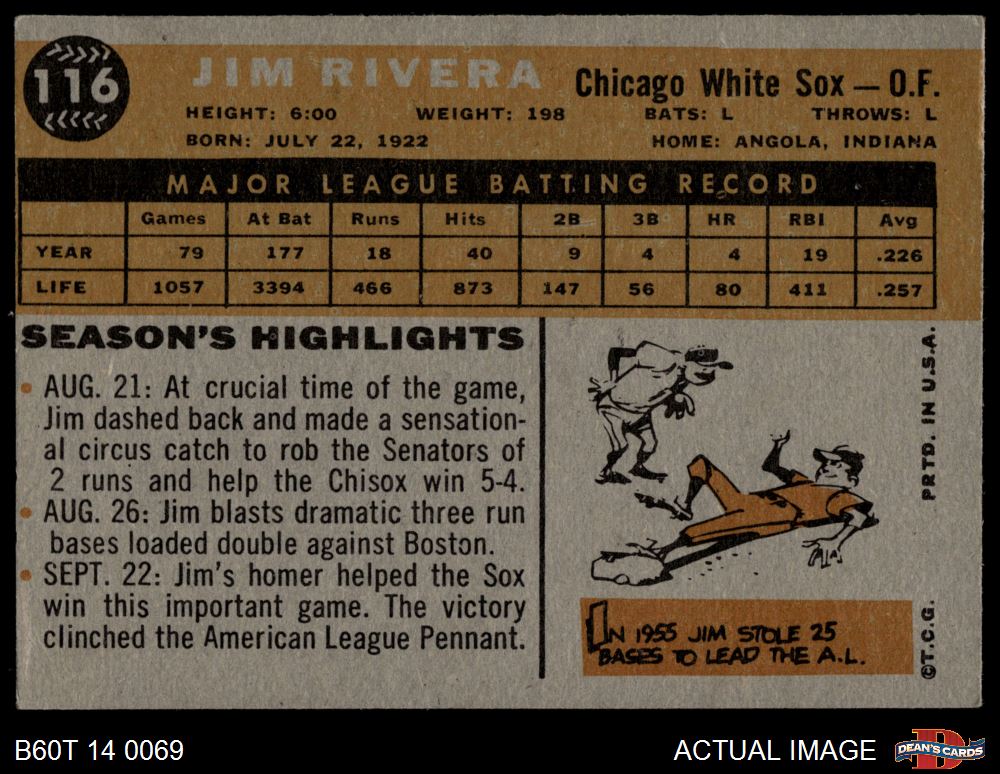 116
JIM RIVERA
Chicago White Sox — O.F.
HEIGHT: 6:00 WEIGHT: 198 BATS: L THROWS: L
BORN: JULY 22, 1922 HOME: ANGOLA, INDIANA
MAJOR LEAGUE BATTING RECORD
Games At Bat Runs Hits 2B 3B HR RBI Avg
YEAR 79 177 18 40 9 4 4 19 .226
LIFE 1057 3394 466 873 147 56 80 411 .257
SEASON'S HIGHLIGHTS
• AUG. 21: At crucial time of the game,
Jim dashed back and made a sensation-
al circus catch to rob the Senators of
2 runs and help the Chisox win 5-4.
• AUG. 26: Jim blasts dramatic three run
bases loaded double against Boston.
• SEPT. 22: Jim's homer helped the Sox
win this important game. The victory
clinched the American League Pennant.
IN 1955 JIM STOLE 25
BASES TO LEAD THE A.L.
©T.C.G. PRTD. IN U.S.A.
B60T 14 0069
ACTUAL IMAGE
D
DEAN'S CARDS